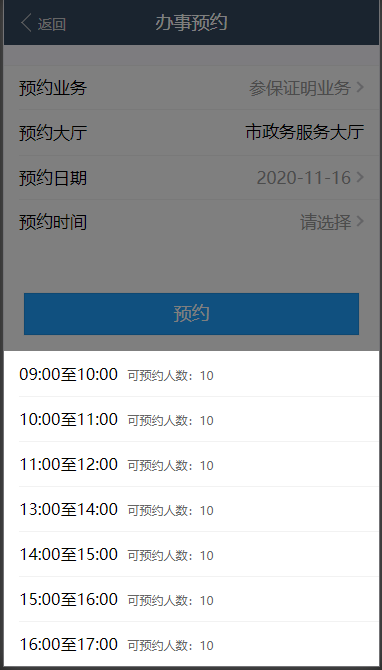 返回 办事预约
预约业务 参保证明业务
预约大厅 市政务服务大厅
预约日期 2020-11-16
预约时间 请选择
预约
09:00至10:00 可预约人数：10
10:00至11:00 可预约人数：10
11:00至12:00 可预约人数：10
13:00至14:00 可预约人数：10
14:00至15:00 可预约人数：10
15:00至16:00 可预约人数：10
16:00至17:00 可预约人数：10